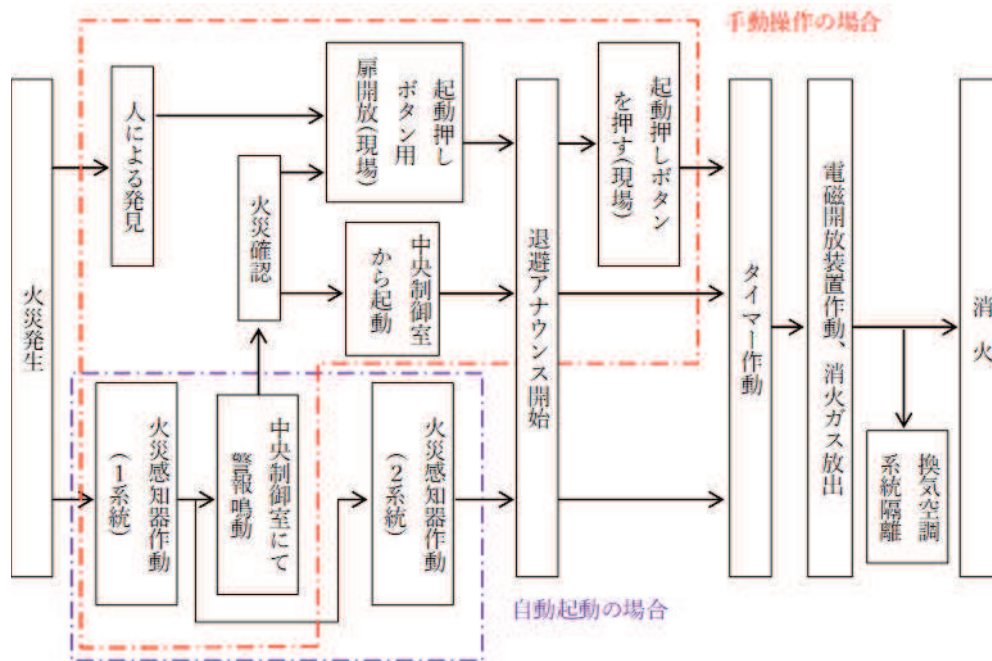 手動操作の場合
火災発生
人による発見
火災確認
起動押し
ボタン用
扉開放(現場)
中央制御室
から起動
火災感知器作動
(1系統)
中央制御室にて
警報鳴動
火災感知器作動
(2系統)
自動起動の場合
退避アナウンス開始
起動押しボタン
を押す(現場)
タイマー作動
電磁開放装置作動、消火ガス放出
換気空調
系統隔離
消火